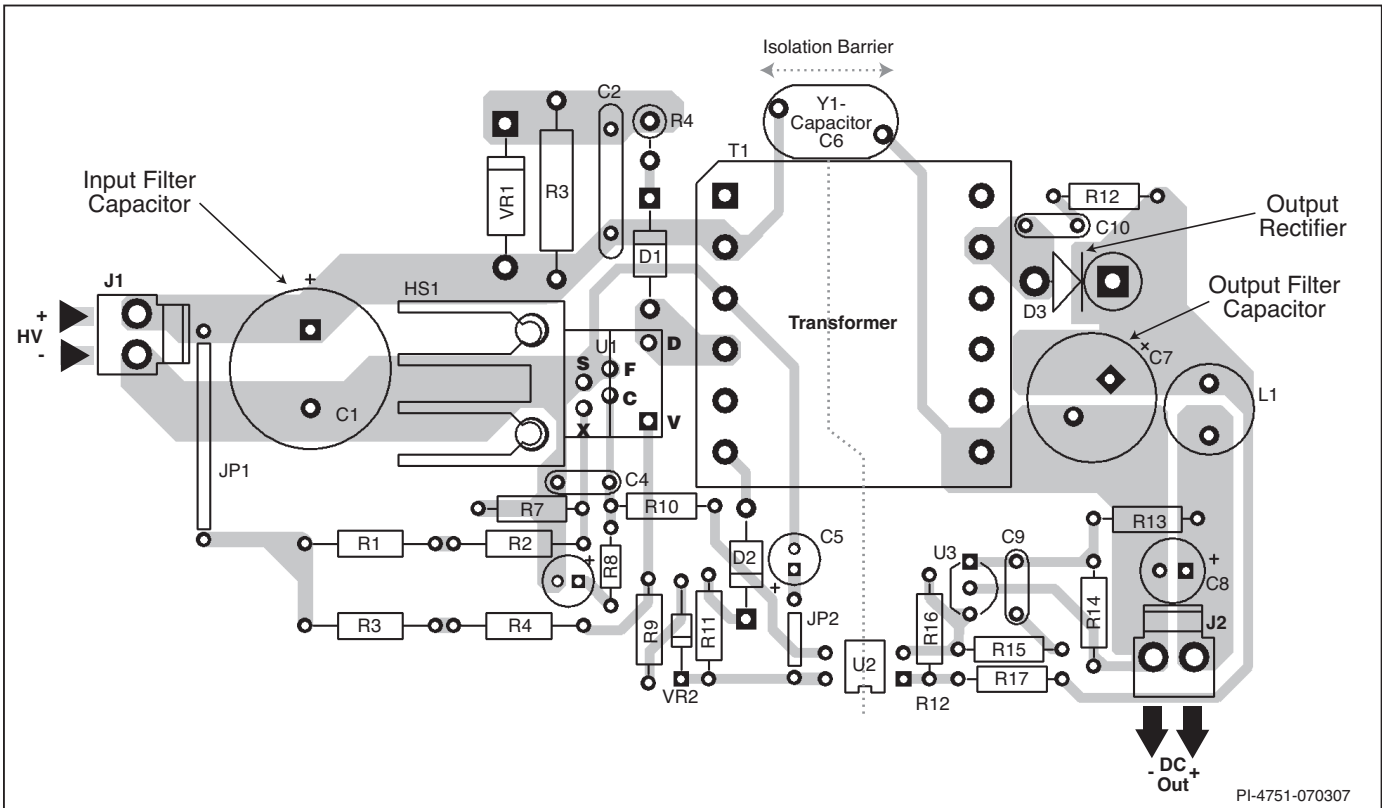 Isolation Barrier
Y1-
Capacitor
C6
C2
R4
T1
Input Filter
Capacitor
VR1
R3
R12
C10
Output
Rectifier
D1
J1
+
HS1
D3
Output Filter
Capacitor
+
HV
-
Transformer
U1
D
S
F
C
X
V
+
C7
L1
C1
JP1
C4
R7
R10
R13
R1
R2
R8
+
D2
C5
+
U3
C9
R14
+
C8
R3
R4
R9
R11
JP2
R16
R15
J2
VR2
U2
R17
R12
- DC +
Out
PI-4751-070307